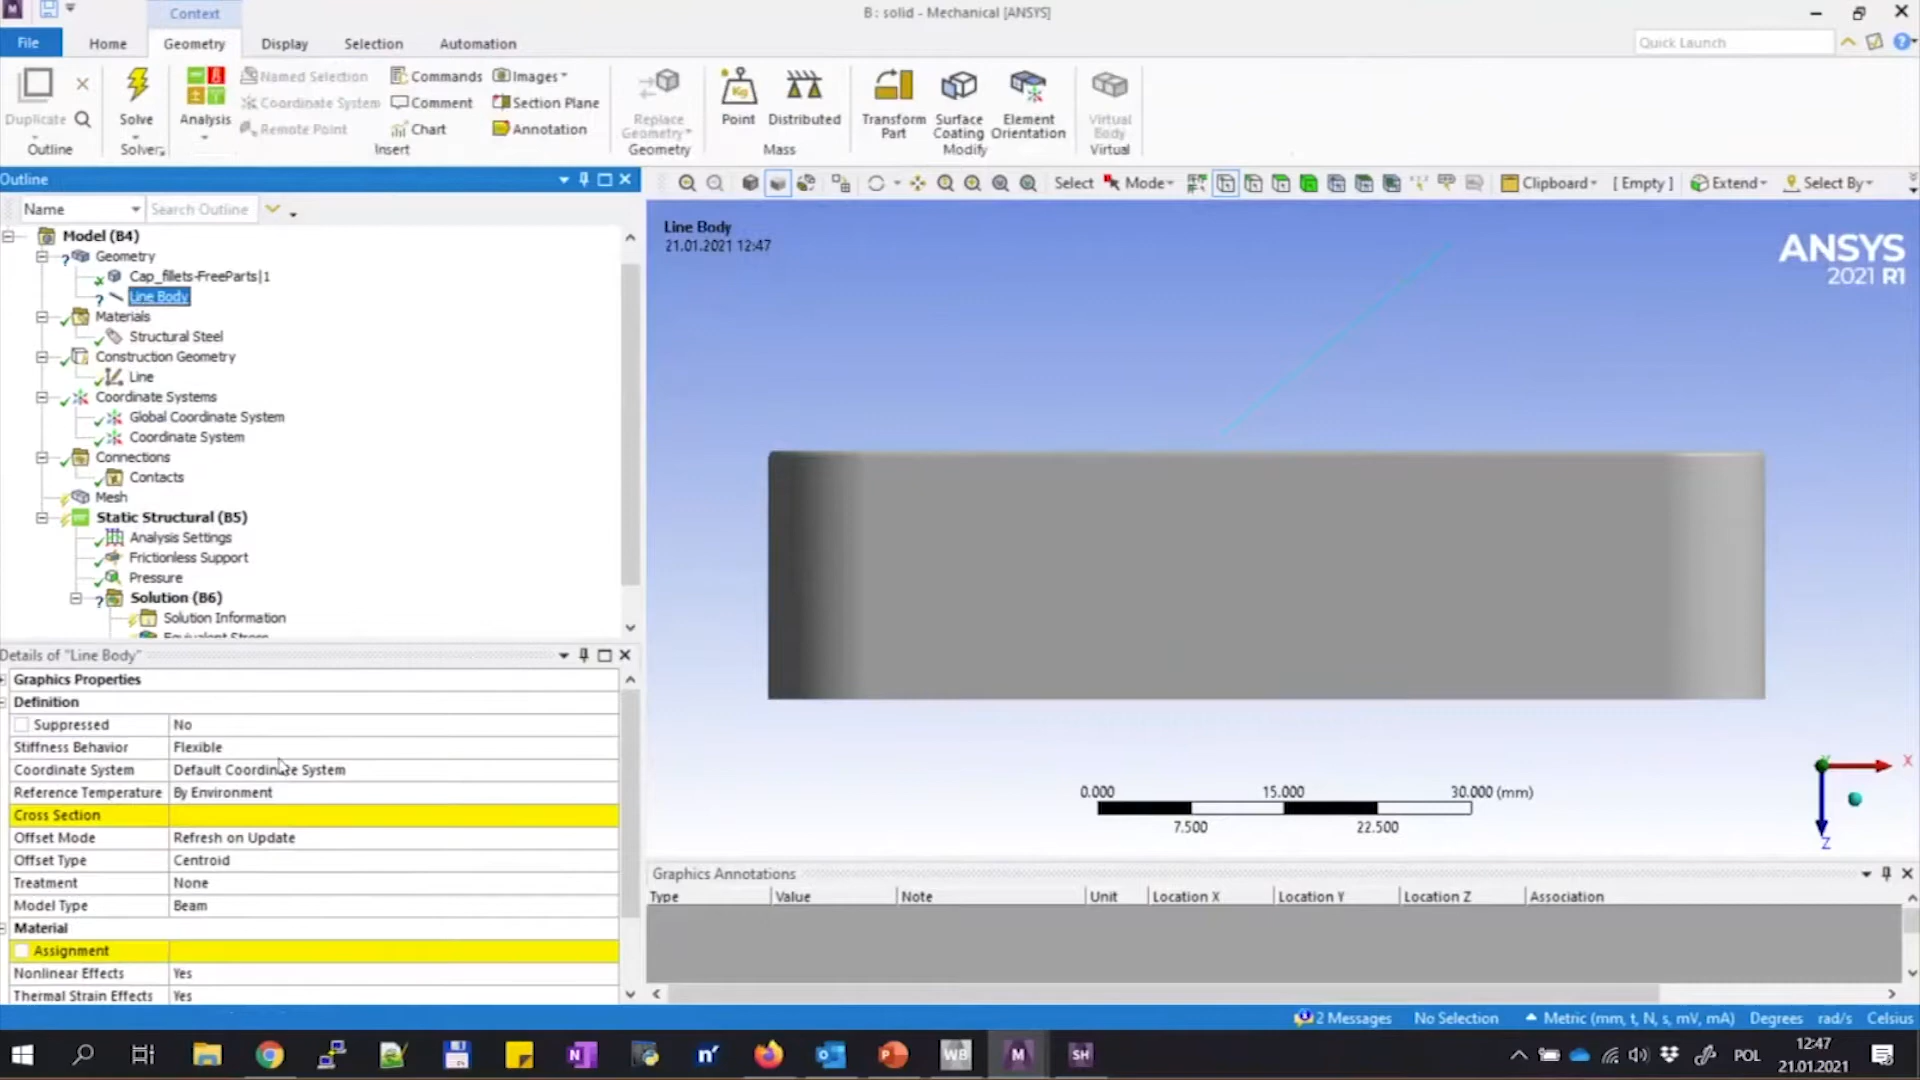 Context
B : solid - Mechanical [ANSYS]
File
Home
Geometry
Display
Selection
Automation
Quick Launch
Duplicate
Outline
Solve
Solver
Analysis
Named Selection
Coordinate System
Remote Point
Commands
Comment
Chart
Images
Section Plane
Annotation
Insert
Replace
Geometry
Geometry
Kg
Point
Distributed
Mass
Transform
Part
Surface
Coating
Element
Orientation
Modify
Virtual
Body
Virtual
Outline
Name
Search Outline
Select
Mode
Clipboard
[ Empty ]
Extend
Select By
Model (B4)
Geometry
Cap_fillets-FreeParts|1
Line Body
Materials
Structural Steel
Construction Geometry
Line
Coordinate Systems
Global Coordinate System
Coordinate System
Connections
Contacts
Mesh
Static Structural (B5)
Analysis Settings
Frictionless Support
Pressure
Solution (B6)
Solution Information
Equivalent Stress
Line Body
21.01.2021 12:47
ANSYS
2021 R1
0.000 15.000 30.000 (mm)
7.500 22.500
X
Y
Z
Details of "Line Body"
Graphics Properties
Definition
Suppressed No
Stiffness Behavior Flexible
Coordinate System Default Coordinate System
Reference Temperature By Environment
Cross Section
Offset Mode Refresh on Update
Offset Type Centroid
Treatment None
Model Type Beam
Material
Assignment
Nonlinear Effects Yes
Thermal Strain Effects Yes
Graphics Annotations
Type Value Note Unit Location X Location Y Location Z Association
2 Messages No Selection Metric (mm, t, N, s, mV, mA) Degrees rad/s Celsius
WB
M
SH
POL
12:47
21.01.2021